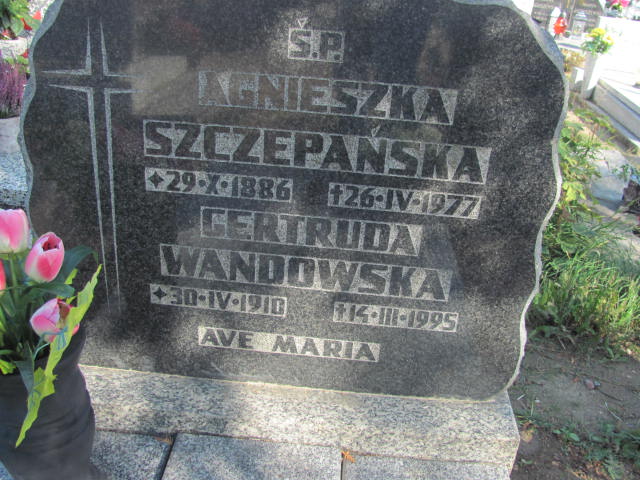 Ś.P.
AGNIESZKA
SZCZEPAŃSKA
✦29·X·1886 †26·IV·1977
GERTRUDA
WANDOWSKA
✦30·IV·1910 †14·III·1995
AVE MARIA